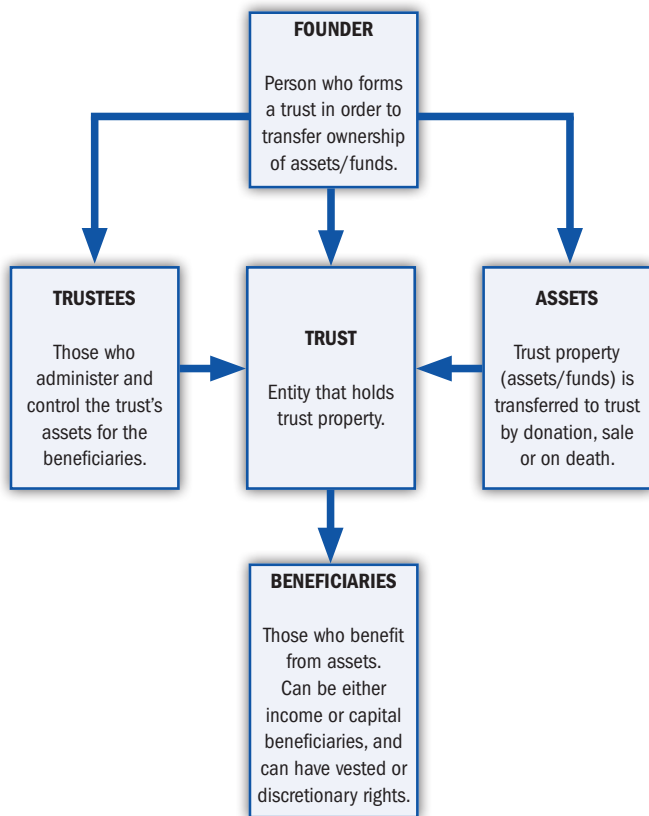 FOUNDER
Person who forms
a trust in order to
transfer ownership
of assets/funds.
TRUSTEES
Those who
administer and
control the trust’s
assets for the
beneficiaries.
TRUST
Entity that holds
trust property.
ASSETS
Trust property
(assets/funds) is
transferred to trust
by donation, sale
or on death.
BENEFICIARIES
Those who benefit
from assets.
Can be either
income or capital
beneficiaries, and
can have vested or
discretionary rights.